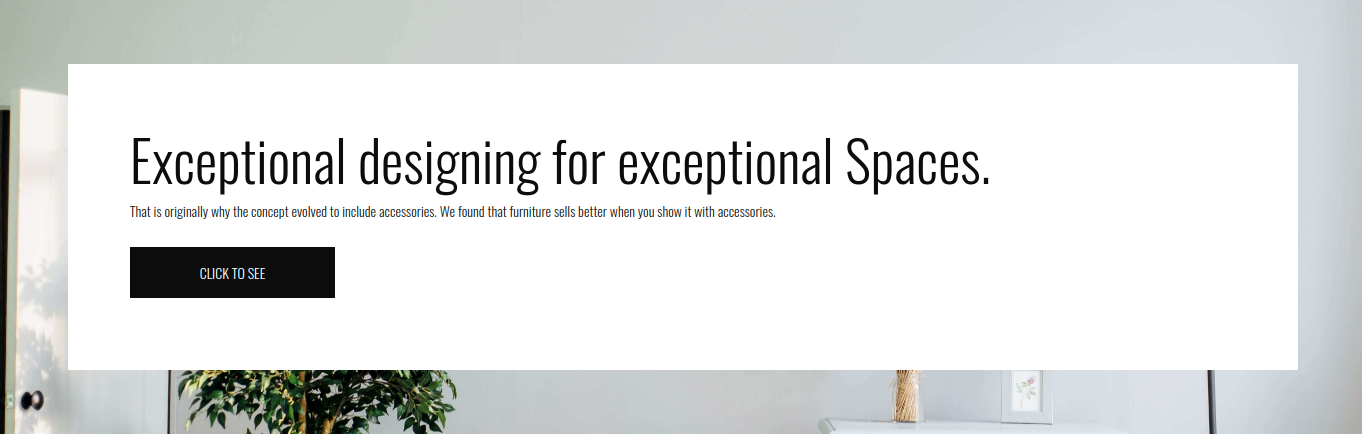 Exceptional designing for exceptional Spaces.
That is originally why the concept evolved to include accessories. We found that furniture sells better when you show it with accessories.
CLICK TO SEE